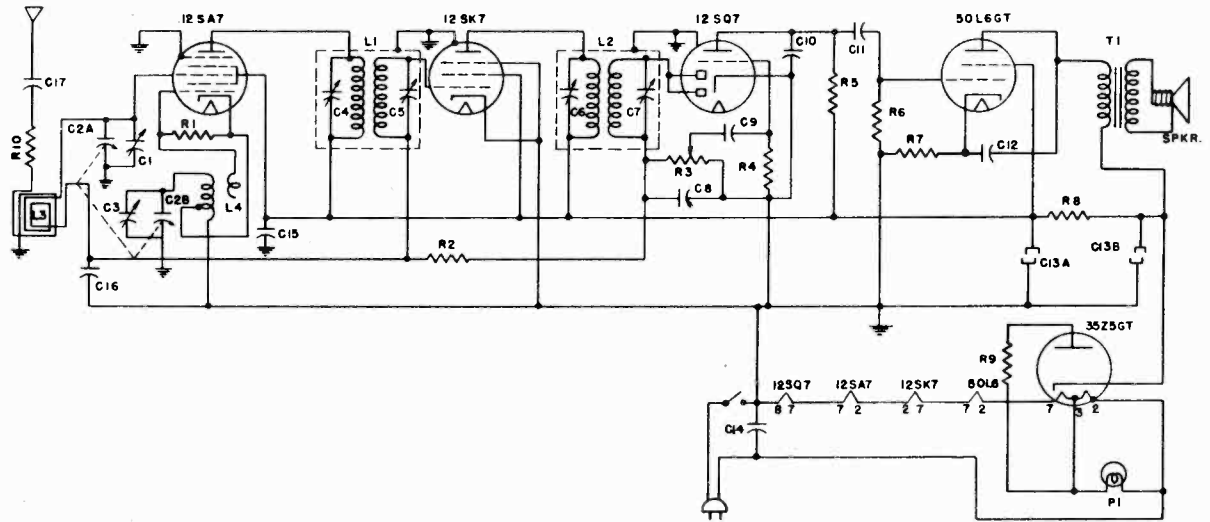 12SA7
12SK7
12SQ7
50L6GT
C17
L1
L2
C10
C11
T1
R10
C2A
C1
R1
C4
C5
C6
C7
C9
R5
R6
R7
C12
SPKR.
L3
C3
C2B
L4
R3
R4
C8
C15
R2
R8
C16
C13A
C13B
35Z5GT
R9
12SQ7
12SA7
12SK7
50L6
8 7
7 2
2 7
7 2
7
3
2
C14
P1